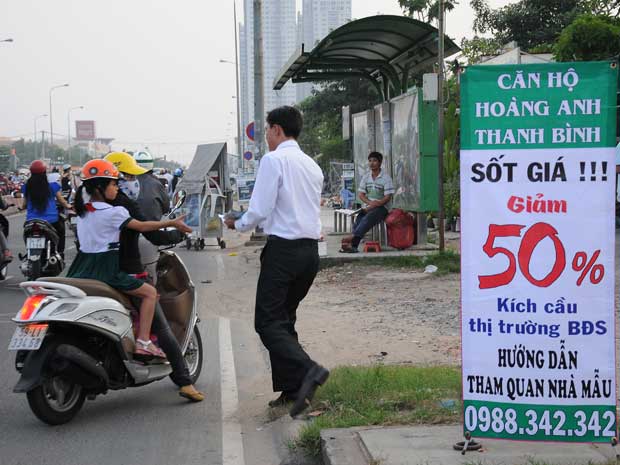 CĂN HỘ
HOÀNG ANH
THANH BÌNH
SỐT GIÁ !!!
Giảm
50%
Kích cầu
thị trường BĐS
HƯỚNG DẪN
THAM QUAN NHÀ MẪU
0988.342.342